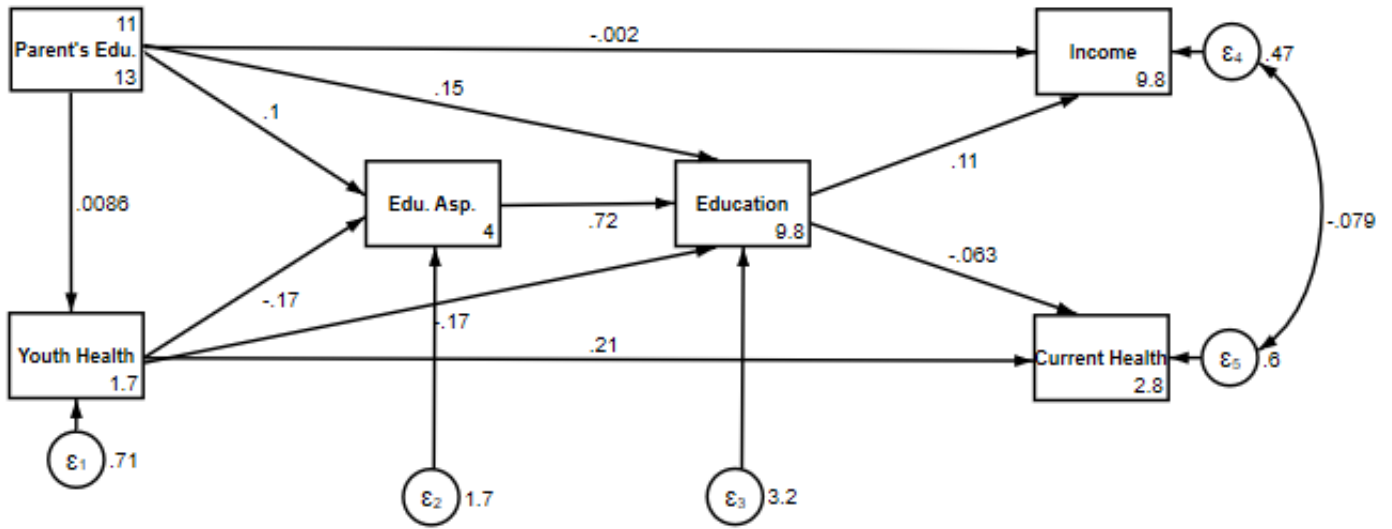 11
Parent's Edu.
13
-.002
Income
9.8
ε4
.47
.15
.1
.11
.0086
Edu. Asp.
4
.72
Education
9.8
-.079
-.063
-.17
-.17
Youth Health
1.7
.21
Current Health
2.8
ε5
.6
ε1
.71
ε2
1.7
ε3
3.2